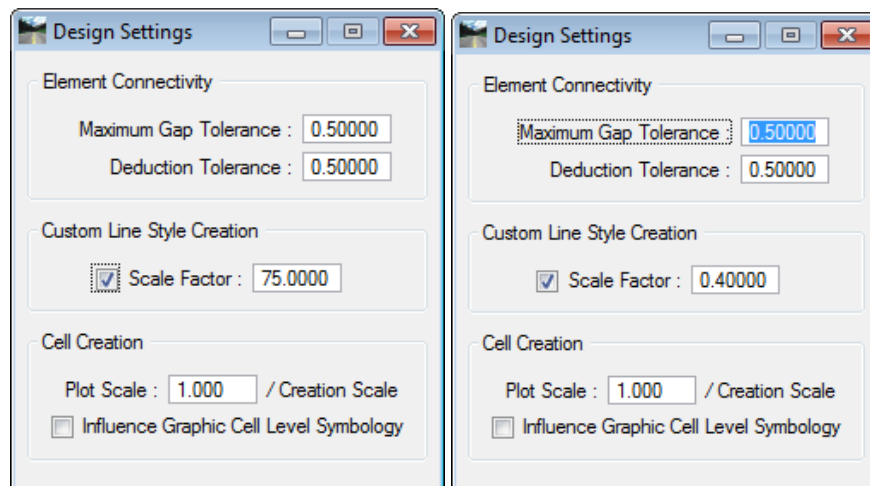 Design Settings
Element Connectivity
Maximum Gap Tolerance : 0.50000
Deduction Tolerance : 0.50000
Custom Line Style Creation
Scale Factor : 75.0000
Cell Creation
Plot Scale : 1.000 / Creation Scale
Influence Graphic Cell Level Symbology
Design Settings
Element Connectivity
Maximum Gap Tolerance : 0.50000
Deduction Tolerance : 0.50000
Custom Line Style Creation
Scale Factor : 0.40000
Cell Creation
Plot Scale : 1.000 / Creation Scale
Influence Graphic Cell Level Symbology